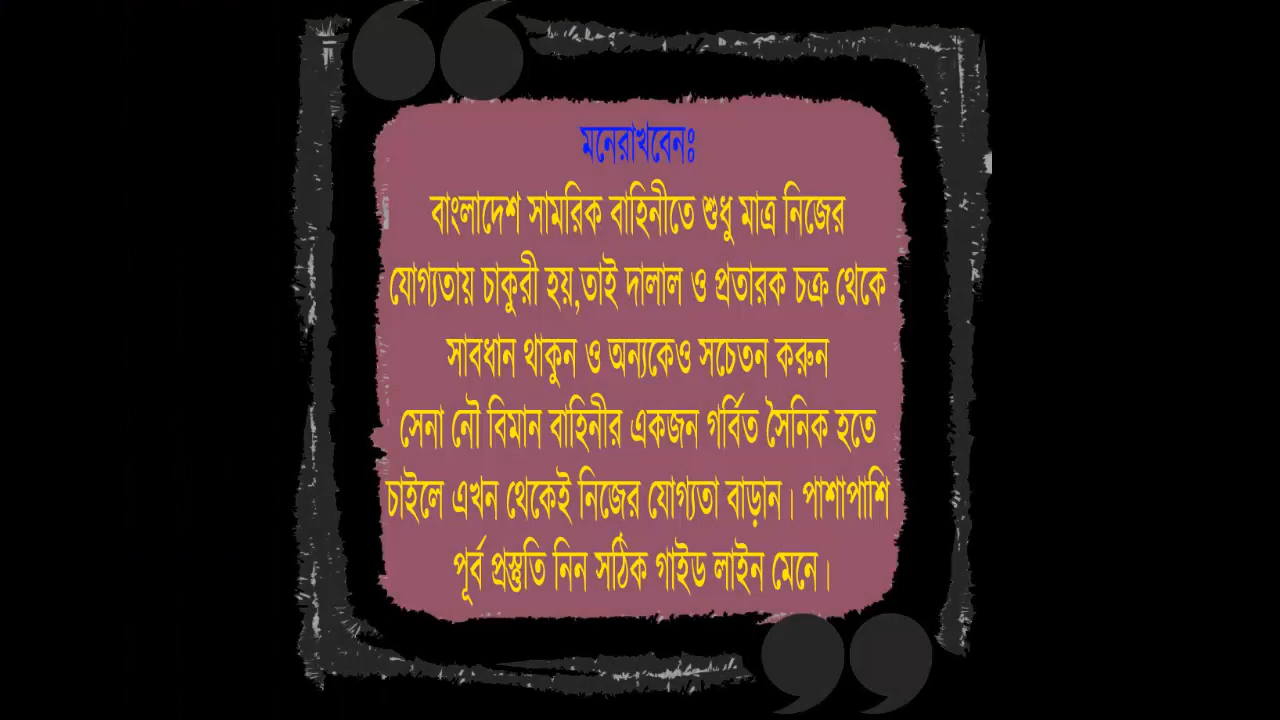 মনেরাখবেনঃ
বাংলাদেশ সামরিক বাহিনীতে শুধু মাত্র নিজের
যোগ্যতায় চাকুরী হয়,তাই দালাল ও প্রতারক চক্র থেকে
সাবধান থাকুন ও অন্যকেও সচেতন করুন
সেনা নৌ বিমান বাহিনীর একজন গর্বিত সৈনিক হতে
চাইলে এখন থেকেই নিজের যোগ্যতা বাড়ান। পাশাপাশি
পূর্ব প্রস্তুতি নিন সঠিক গাইড লাইন মেনে।